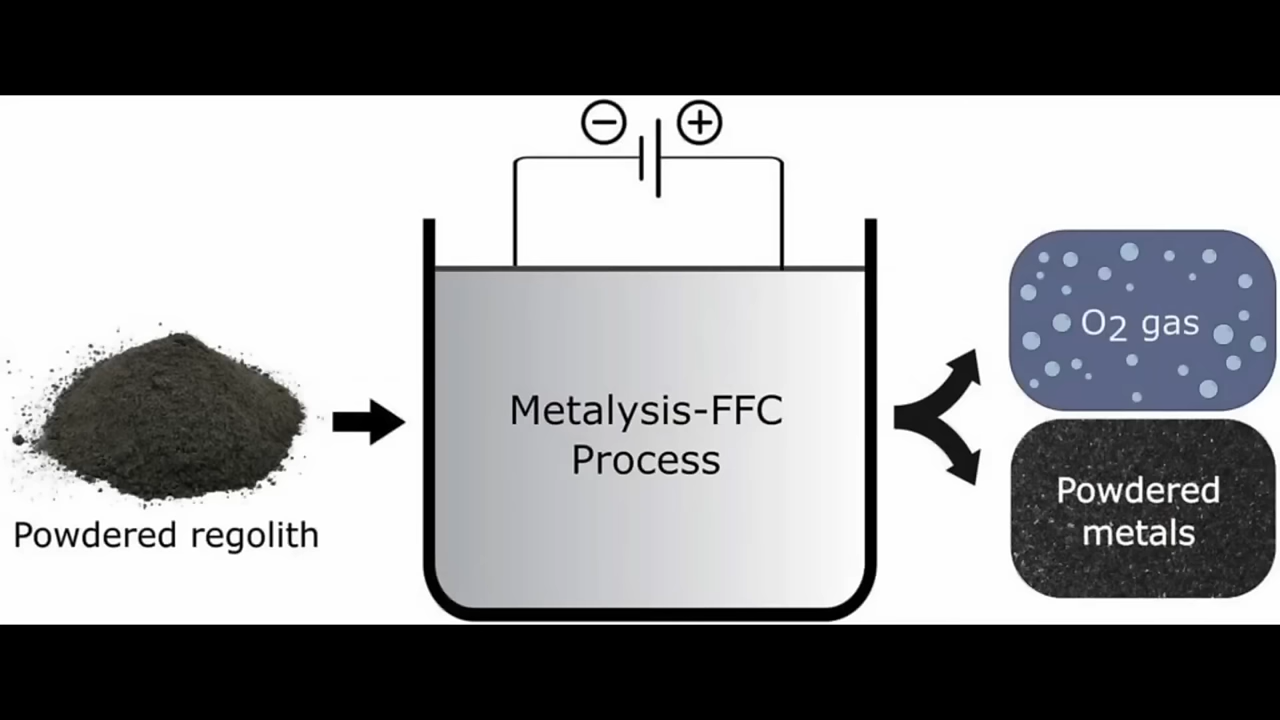 − +
Powdered regolith
Metalysis-FFC
Process
O2 gas
Powdered
metals